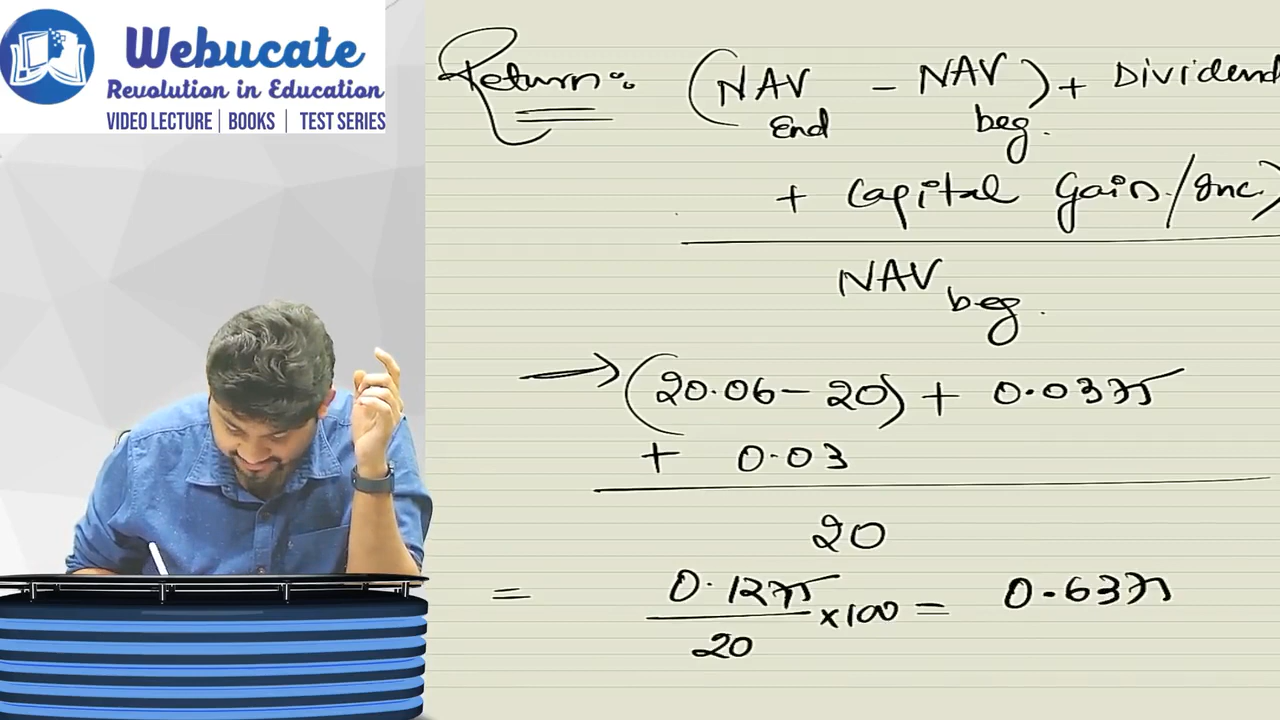 Webucate
Revolution in Education
VIDEO LECTURE | BOOKS | TEST SERIES
Return:
(NAV End - NAV beg.) + Dividend
+ Capital Gain/Inc.)
NAV beg.
→ (20.06 - 20) + 0.0375
+ 0.03
20
= 0.1275 / 20 × 100 = 0.6375